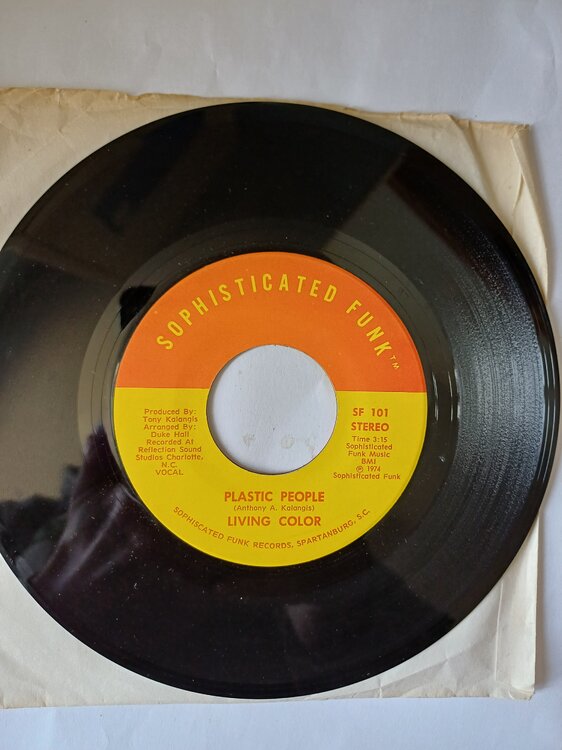 SOPHISTICATED FUNK™
Produced By:
Tony Kalangis
Arranged By:
Duke Hall
Recorded At
Reflection Sound
Studios Charlotte,
N.C.
VOCAL
SF 101
STEREO
Time 3:15
Sophisticated
Funk Music
BMI
℗ 1974
Sophisticated Funk
PLASTIC PEOPLE
(Anthony A. Kalangis)
LIVING COLOR
SOPHISCATED FUNK RECORDS, SPARTANBURG, S.C.